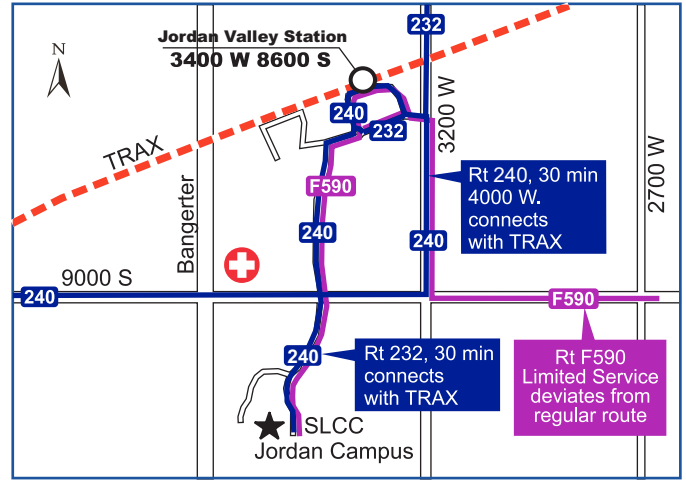 232
Jordan Valley Station
3400 W 8600 S
N
240
232
3200 W
TRAX
F590
Rt 240, 30 min
4000 W.
connects
with TRAX
2700 W
Bangerter
240
240
9000 S
240
F590
240
Rt 232, 30 min
connects
with TRAX
Rt F590
Limited Service
deviates from
regular route
SLCC
Jordan Campus